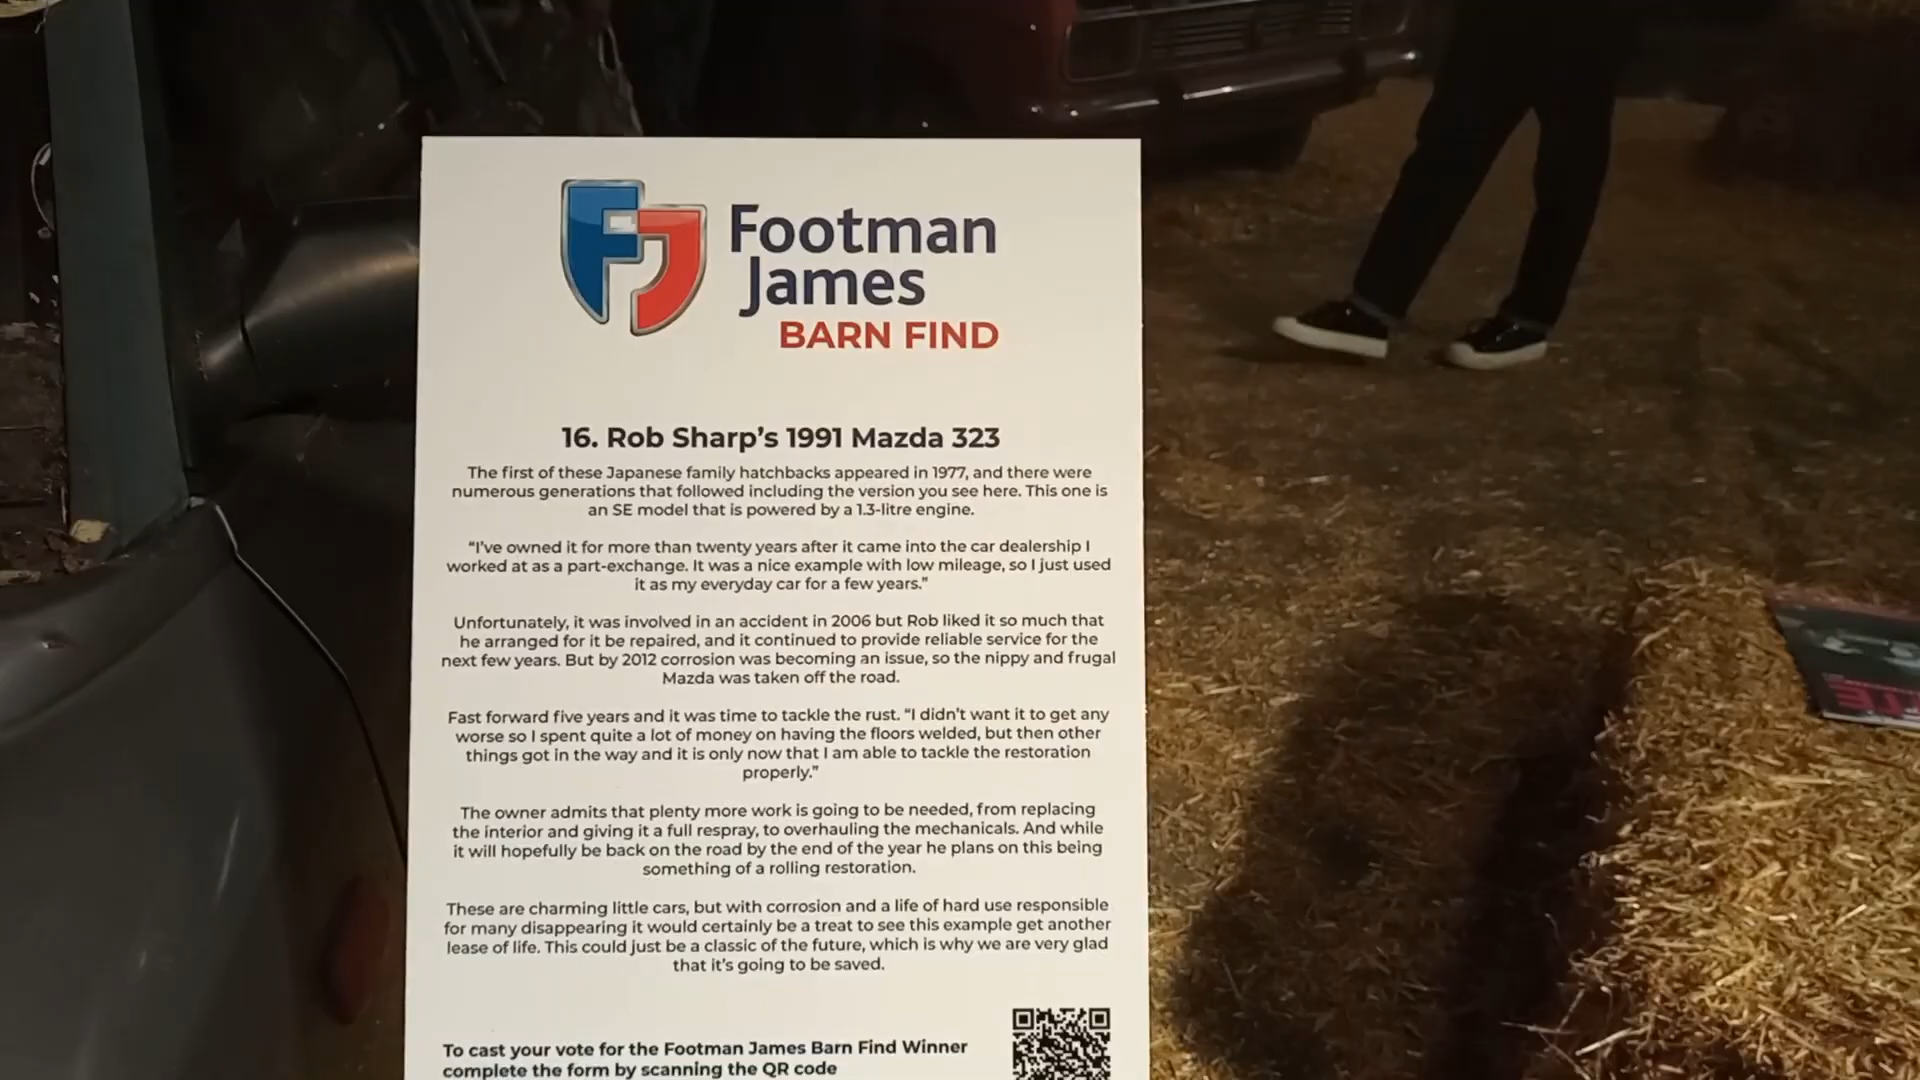 FJ
Footman
James
BARN FIND
16. Rob Sharp's 1991 Mazda 323
The first of these Japanese family hatchbacks appeared in 1977, and there were
numerous generations that followed including the version you see here. This one is
an SE model that is powered by a 1.3-litre engine.
“I've owned it for more than twenty years after it came into the car dealership I
worked at as a part-exchange. It was a nice example with low mileage, so I just used
it as my everyday car for a few years.”
Unfortunately, it was involved in an accident in 2006 but Rob liked it so much that
he arranged for it be repaired, and it continued to provide reliable service for the
next few years. But by 2012 corrosion was becoming an issue, so the nippy and frugal
Mazda was taken off the road.
Fast forward five years and it was time to tackle the rust. “I didn't want it to get any
worse so I spent quite a lot of money on having the floors welded, but then other
things got in the way and it is only now that I am able to tackle the restoration
properly.”
The owner admits that plenty more work is going to be needed, from replacing
the interior and giving it a full respray, to overhauling the mechanicals. And while
it will hopefully be back on the road by the end of the year he plans on this being
something of a rolling restoration.
These are charming little cars, but with corrosion and a life of hard use responsible
for many disappearing it would certainly be a treat to see this example get another
lease of life. This could just be a classic of the future, which is why we are very glad
that it's going to be saved.
To cast your vote for the Footman James Barn Find Winner
complete the form by scanning the QR code